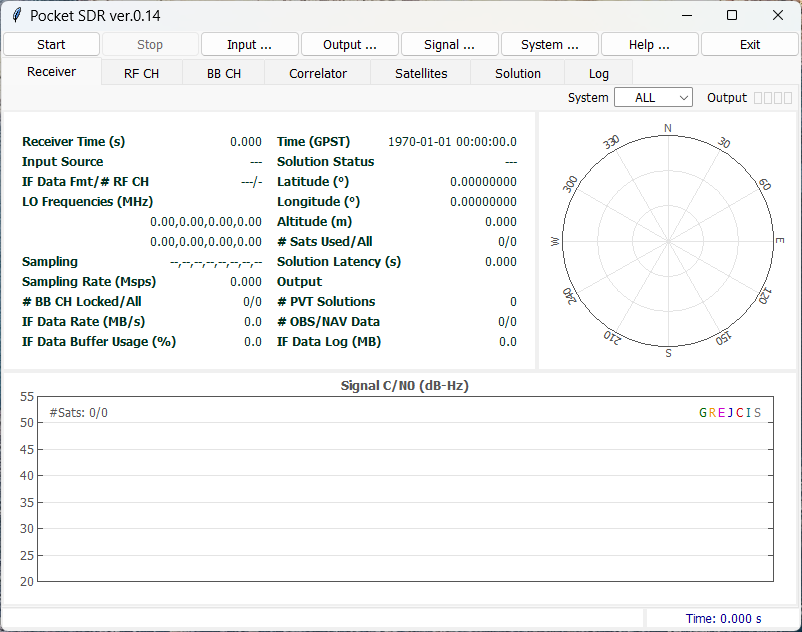 Pocket SDR ver.0.14
Start Stop Input ... Output ... Signal ... System ... Help ... Exit
Receiver RF CH BB CH Correlator Satellites Solution Log
System ALL Output
Receiver Time (s) 0.000 Time (GPST) 1970-01-01 00:00:00.0
Input Source --- Solution Status ---
IF Data Fmt/# RF CH ---/- Latitude (°) 0.00000000
LO Frequencies (MHz) Longitude (°) 0.00000000
0.00,0.00,0.00,0.00 Altitude (m) 0.000
0.00,0.00,0.00,0.00 # Sats Used/All 0/0
Sampling --,--,--,--,--,--,--,-- Solution Latency (s) 0.000
Sampling Rate (Msps) 0.000 Output
# BB CH Locked/All 0/0 # PVT Solutions 0
IF Data Rate (MB/s) 0.0 # OBS/NAV Data 0/0
IF Data Buffer Usage (%) 0.0 IF Data Log (MB) 0.0
N
330 30
300 60
W E
240 120
210 150
S
Signal C/N0 (dB-Hz)
55
#Sats: 0/0 G R E J C I S
50
45
40
35
30
25
20
Time: 0.000 s